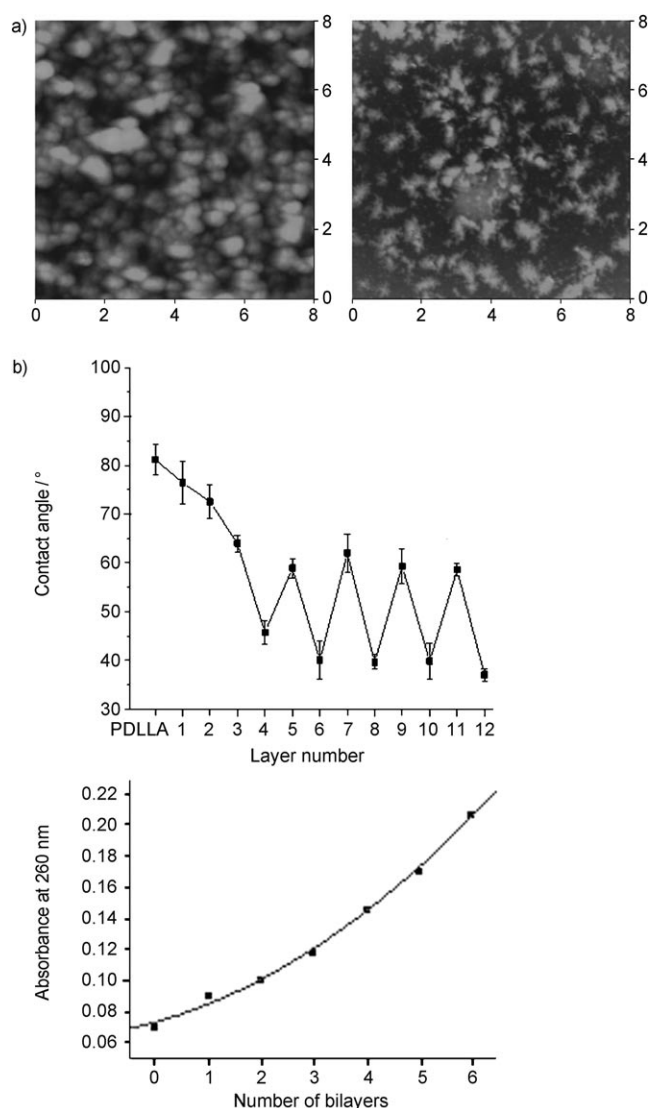 a)
8
6
4
2
0
0 2 4 6 8
8
6
4
2
0
0 2 4 6 8
b)
100
90
80
70
60
50
40
30
Contact angle / °
PDLLA 1 2 3 4 5 6 7 8 9 10 11 12
Layer number
0.22
0.20
0.18
0.16
0.14
0.12
0.10
0.08
0.06
Absorbance at 260 nm
0 1 2 3 4 5 6
Number of bilayers